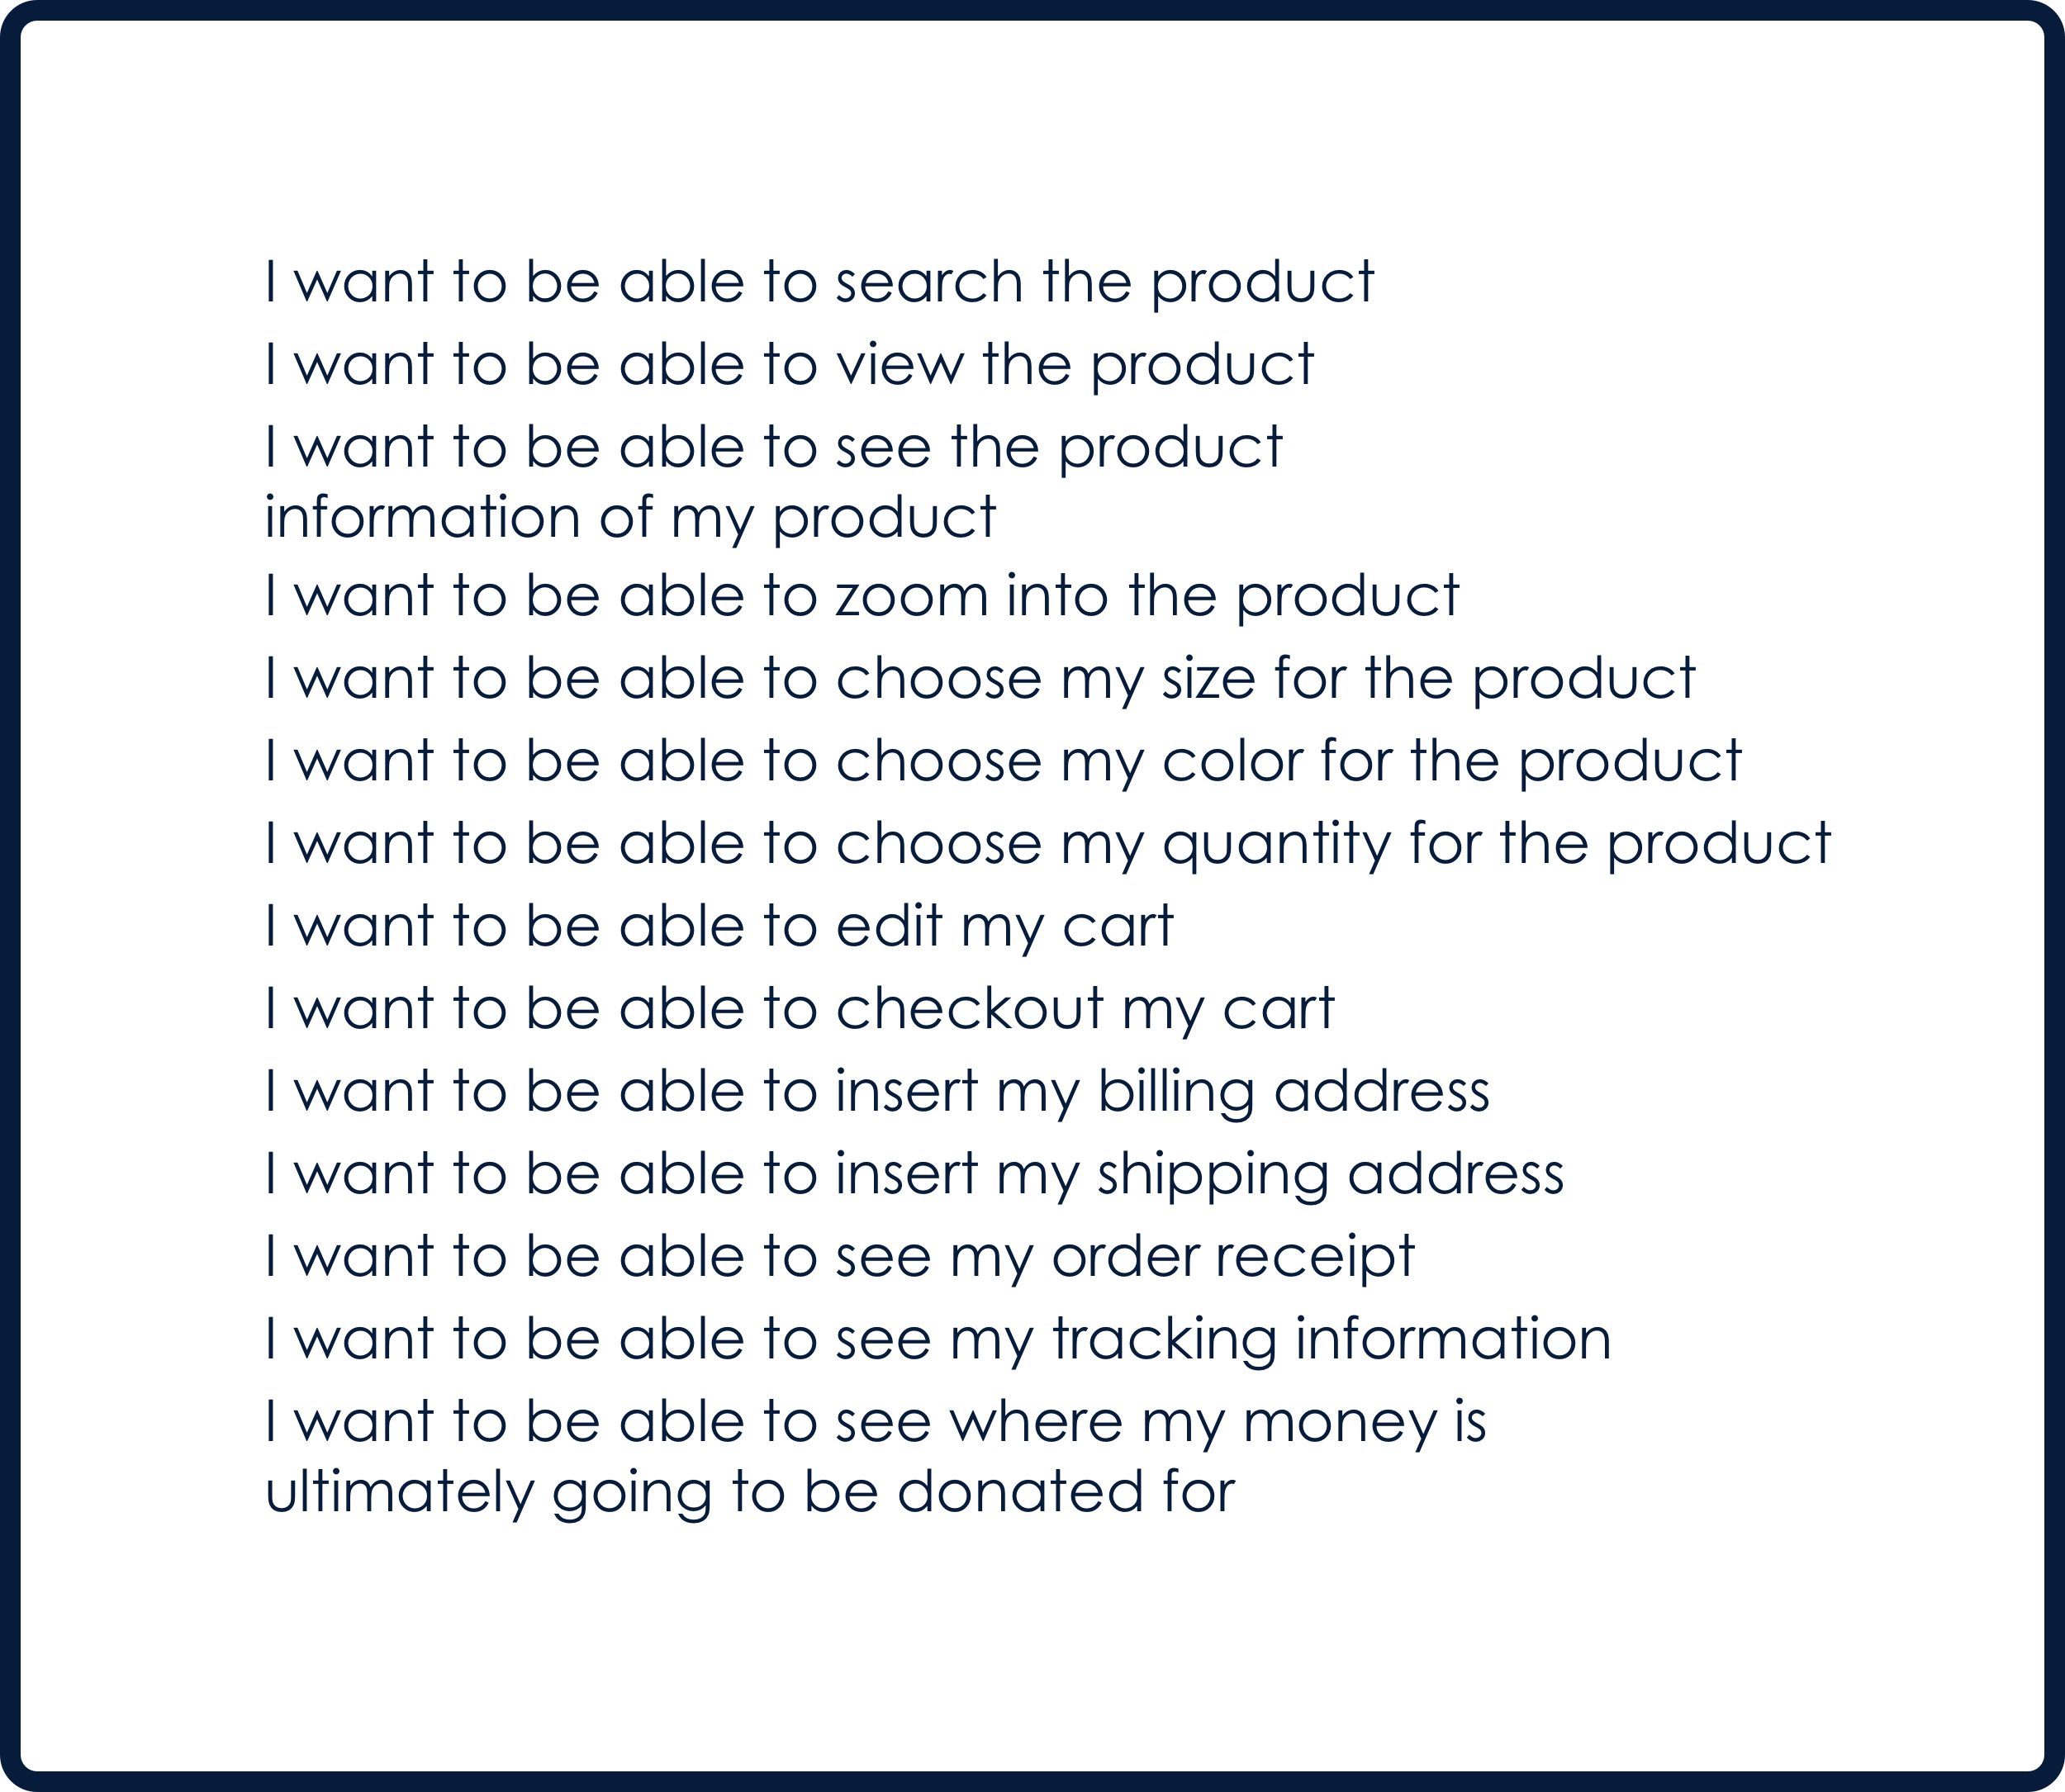 I want to be able to search the product
I want to be able to view the product
I want to be able to see the product
information of my product
I want to be able to zoom into the product
I want to be able to choose my size for the product
I want to be able to choose my color for the product
I want to be able to choose my quantity for the product
I want to be able to edit my cart
I want to be able to checkout my cart
I want to be able to insert my billing address
I want to be able to insert my shipping address
I want to be able to see my order receipt
I want to be able to see my tracking information
I want to be able to see where my money is
ultimately going to be donated for